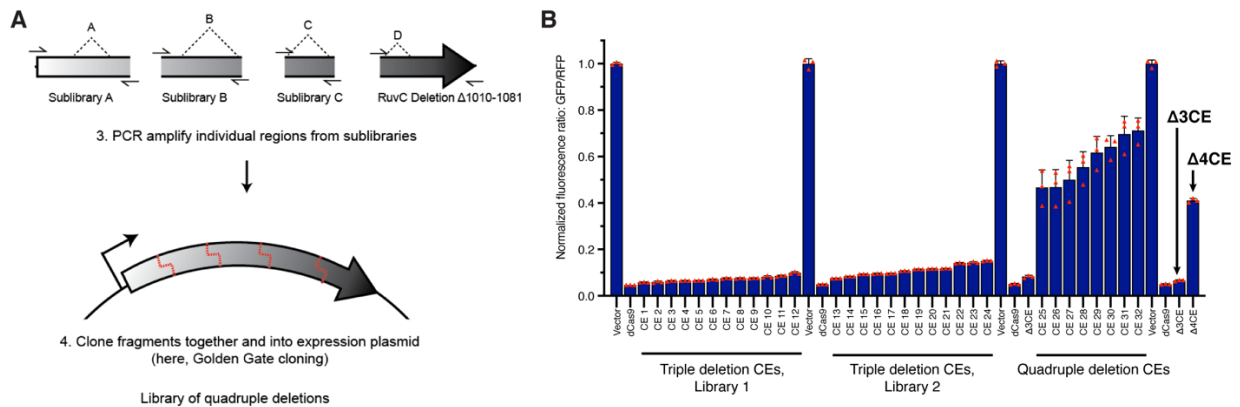 A
A
B
C
D
Sublibrary A
Sublibrary B
Sublibrary C
RuvC Deletion Δ1010-1081
3. PCR amplify individual regions from sublibraries
4. Clone fragments together and into expression plasmid
(here, Golden Gate cloning)
Library of quadruple deletions
B
Normalized fluorescence ratio: GFP/RFP
1.0
0.8
0.6
0.4
0.2
0.0
Δ3CE
Δ4CE
Vector
dCas9
CE 1
CE 2
CE 3
CE 4
CE 5
CE 6
CE 7
CE 8
CE 9
CE 10
CE 11
CE 12
Vector
dCas9
CE 13
CE 14
CE 15
CE 16
CE 17
CE 18
CE 19
CE 20
CE 21
CE 22
CE 23
CE 24
Vector
dCas9
Δ3CE
CE 25
CE 26
CE 27
CE 28
CE 29
CE 30
CE 31
CE 32
Vector
dCas9
Δ3CE
Δ4CE
Triple deletion CEs,
Library 1
Triple deletion CEs,
Library 2
Quadruple deletion CEs